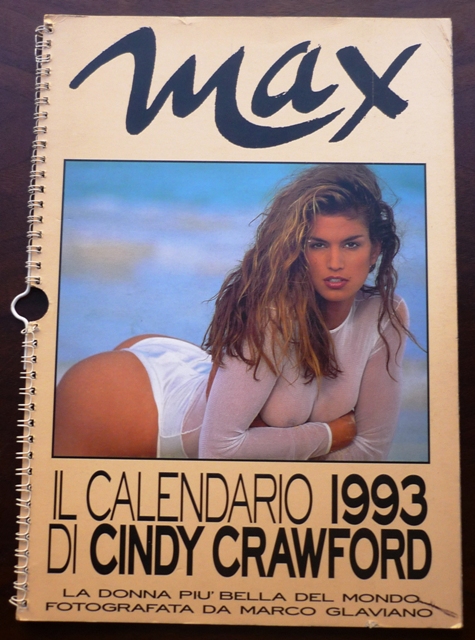 max
IL CALENDARIO 1993
DI CINDY CRAWFORD
LA DONNA PIU' BELLA DEL MONDO
FOTOGRAFATA DA MARCO GLAVIANO